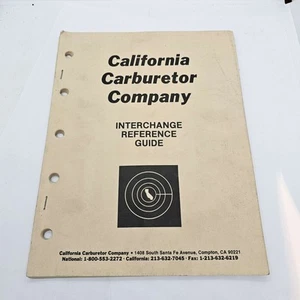 California
Carburetor
Company
INTERCHANGE
REFERENCE
GUIDE
California Carburetor Company • 1408 South Santa Fe Avenue, Compton, CA 90221
National: 1-800-553-2272 • California: 213-632-7045 • Fax: 1-213-632-6219